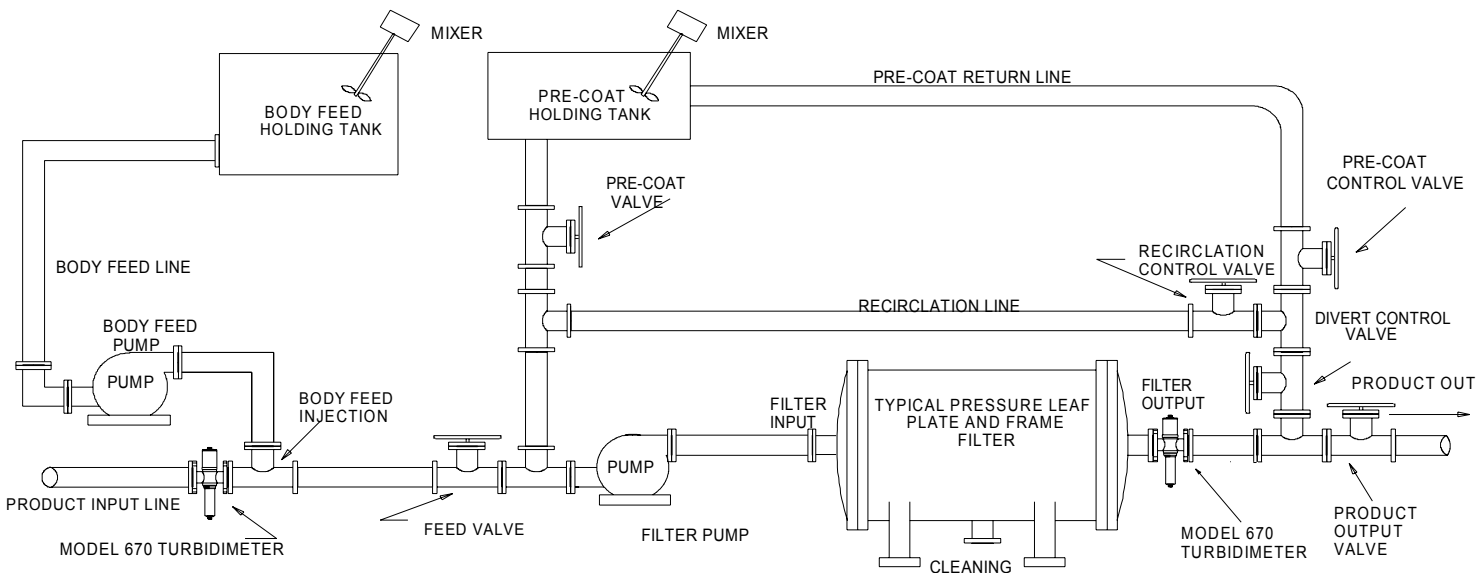 MIXER
MIXER
BODY FEED
HOLDING TANK
PRE-COAT
HOLDING TANK
PRE-COAT RETURN LINE
PRE-COAT
CONTROL VALVE
PRE-COAT
VALVE
BODY FEED LINE
RECIRCLATION
CONTROL VALVE
RECIRCLATION LINE
DIVERT CONTROL
VALVE
BODY FEED
PUMP
PUMP
BODY FEED
INJECTION
FILTER
INPUT
TYPICAL PRESSURE LEAF
PLATE AND FRAME
FILTER
FILTER
OUTPUT
PRODUCT OUT
PUMP
PRODUCT INPUT LINE
MODEL 670 TURBIDIMETER
FEED VALVE
FILTER PUMP
CLEANING
MODEL 670
TURBIDIMETER
PRODUCT
OUTPUT
VALVE